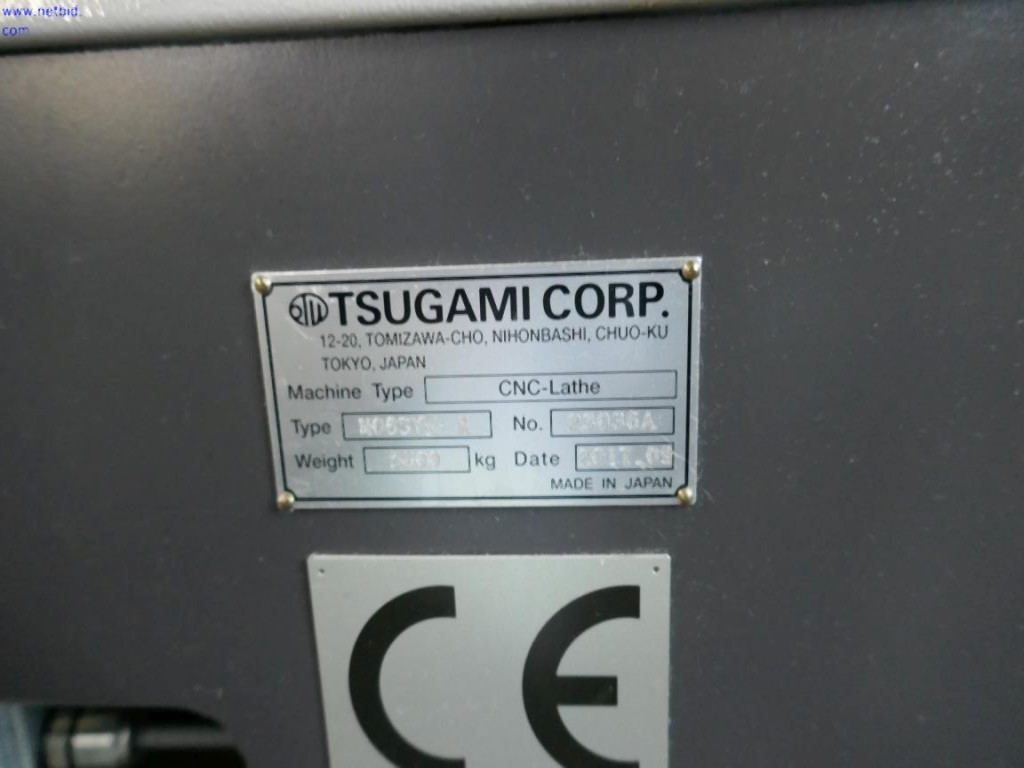 www.netbid.
com
TSUGAMI CORP.
12-20, TOMIZAWA-CHO, NIHONBASHI, CHUO-KU
TOKYO, JAPAN
Machine Type CNC-Lathe
Type No.
Weight kg Date
MADE IN JAPAN
CE